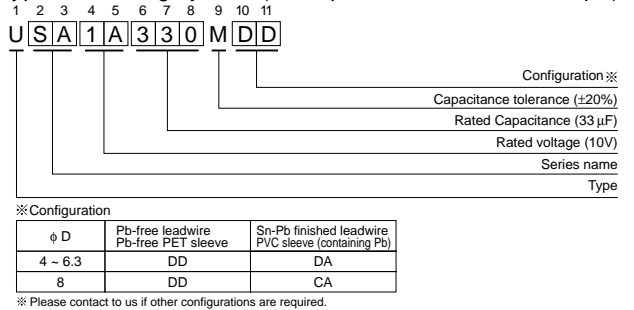 1 2 3 4 5 6 7 8 9 10 11
U S A 1 A 3 3 0 M D D
Configuration※
Capacitance tolerance (±20%)
Rated Capacitance (33 µF)
Rated voltage (10V)
Series name
Type
※Configuration
ϕ D
Pb-free leadwire
Pb-free PET sleeve
Sn-Pb finished leadwire
PVC sleeve (containing Pb)
4 ~ 6.3 DD DA
8 DD CA
※ Please contact to us if other configurations are required.